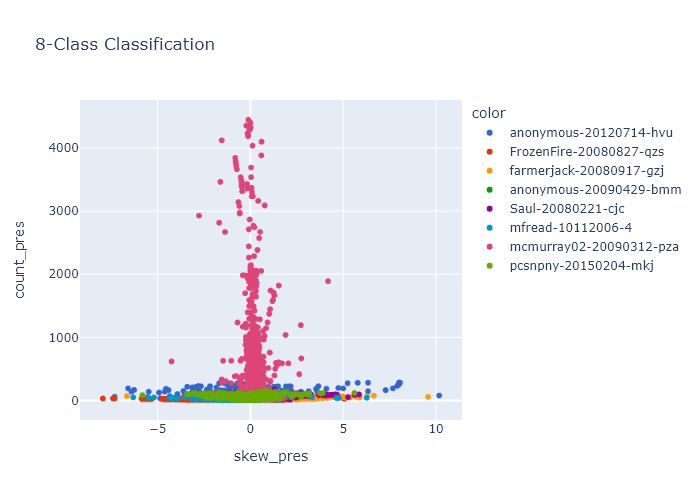 8-Class Classification
color
anonymous-20120714-hvu
FrozenFire-20080827-qzs
farmerjack-20080917-gzj
anonymous-20090429-bmm
Saul-20080221-cjc
mfread-10112006-4
mcmurray02-20090312-pza
pcsnpny-20150204-mkj
count_pres
4000
3000
2000
1000
0
−5
0
5
10
skew_pres